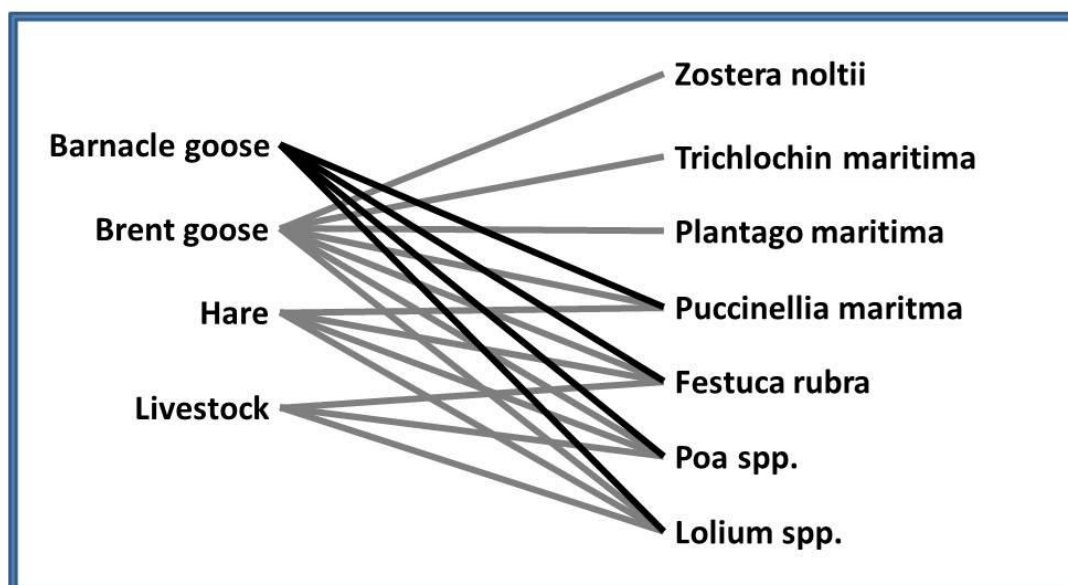 Barnacle goose
Brent goose
Hare
Livestock
Zostera noltii
Trichlochin maritima
Plantago maritima
Puccinellia maritma
Festuca rubra
Poa spp.
Lolium spp.